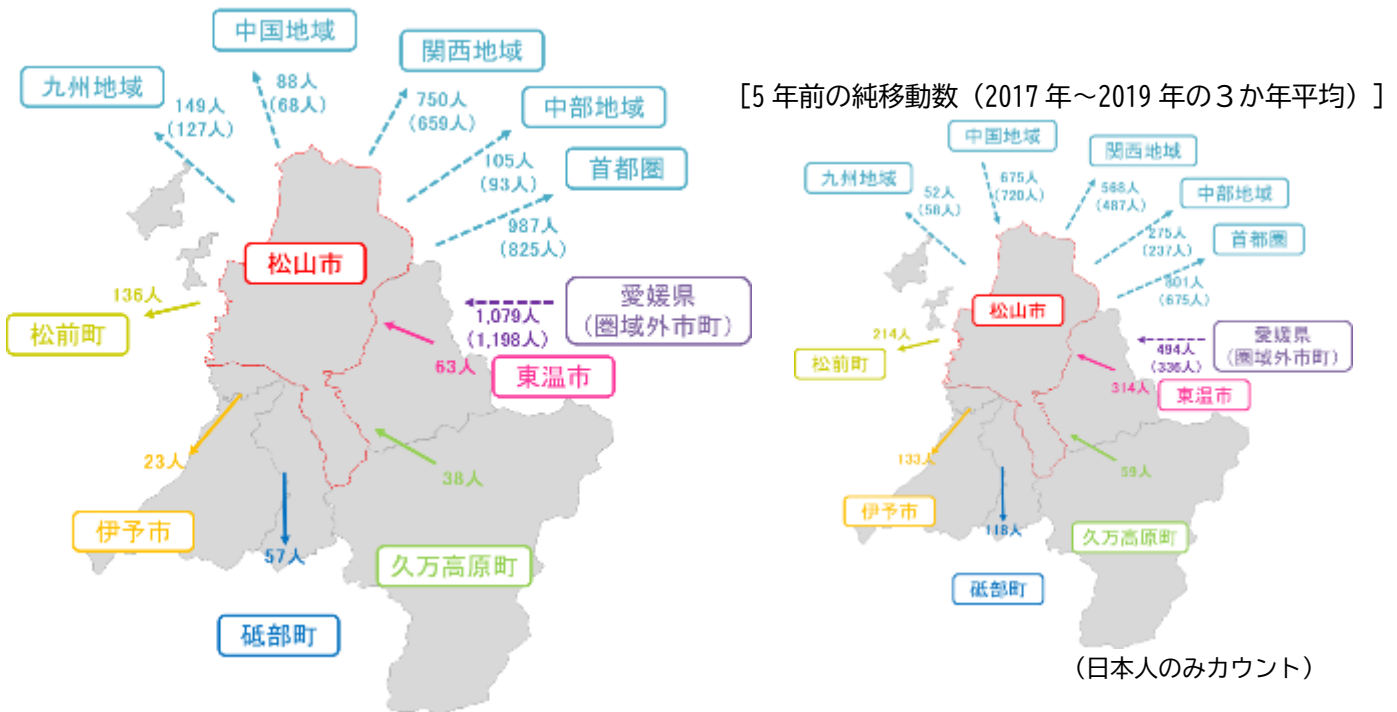 中国地域
88人
(68人)
関西地域
750人
(659人)
九州地域
149人
(127人)
中部地域
105人
(93人)
首都圏
987人
(825人)
松山市
136人
松前町
1,079人
(1,198人)
愛媛県
(圏域外市町)
63人
東温市
23人
38人
伊予市
57人
久万高原町
砥部町
[5年前の純移動数（2017年～2019年の３か年平均）]
中国地域
675人
(720人)
関西地域
568人
(487人)
九州地域
52人
(58人)
中部地域
275人
(237人)
首都圏
801人
(675人)
松山市
214人
松前町
494人
(336人)
愛媛県
(圏域外市町)
314人
東温市
133人
59人
伊予市
118人
久万高原町
砥部町
（日本人のみカウント）